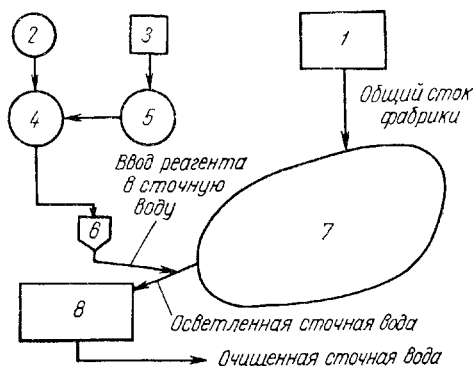 2
3
1
4
5
Общий сток
фабрики
Ввод реагента
в сточную
воду
6
7
8
Осветленная сточная вода
Очищенная сточная вода